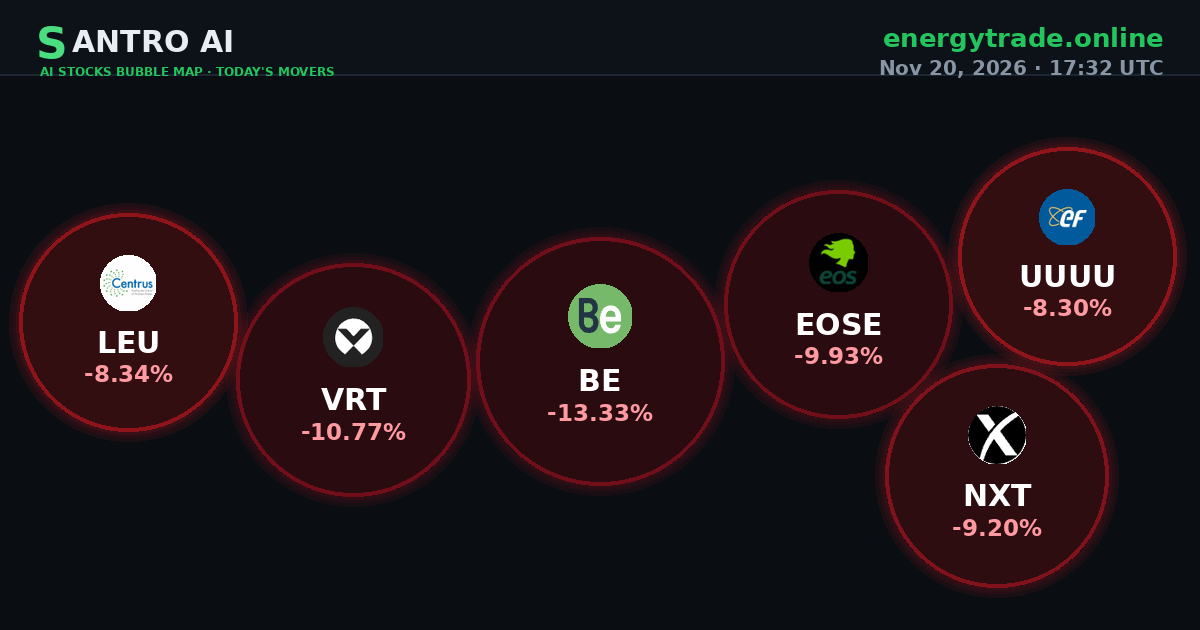 S ANTRO AI
AI STOCKS BUBBLE MAP · TODAY'S MOVERS
energytrade.online
Nov 20, 2026 · 17:32 UTC
Centrus
LEU
-8.34%
VRT
-10.77%
Be
BE
-13.33%
eos
EOSE
-9.93%
ef
UUUU
-8.30%
X
NXT
-9.20%